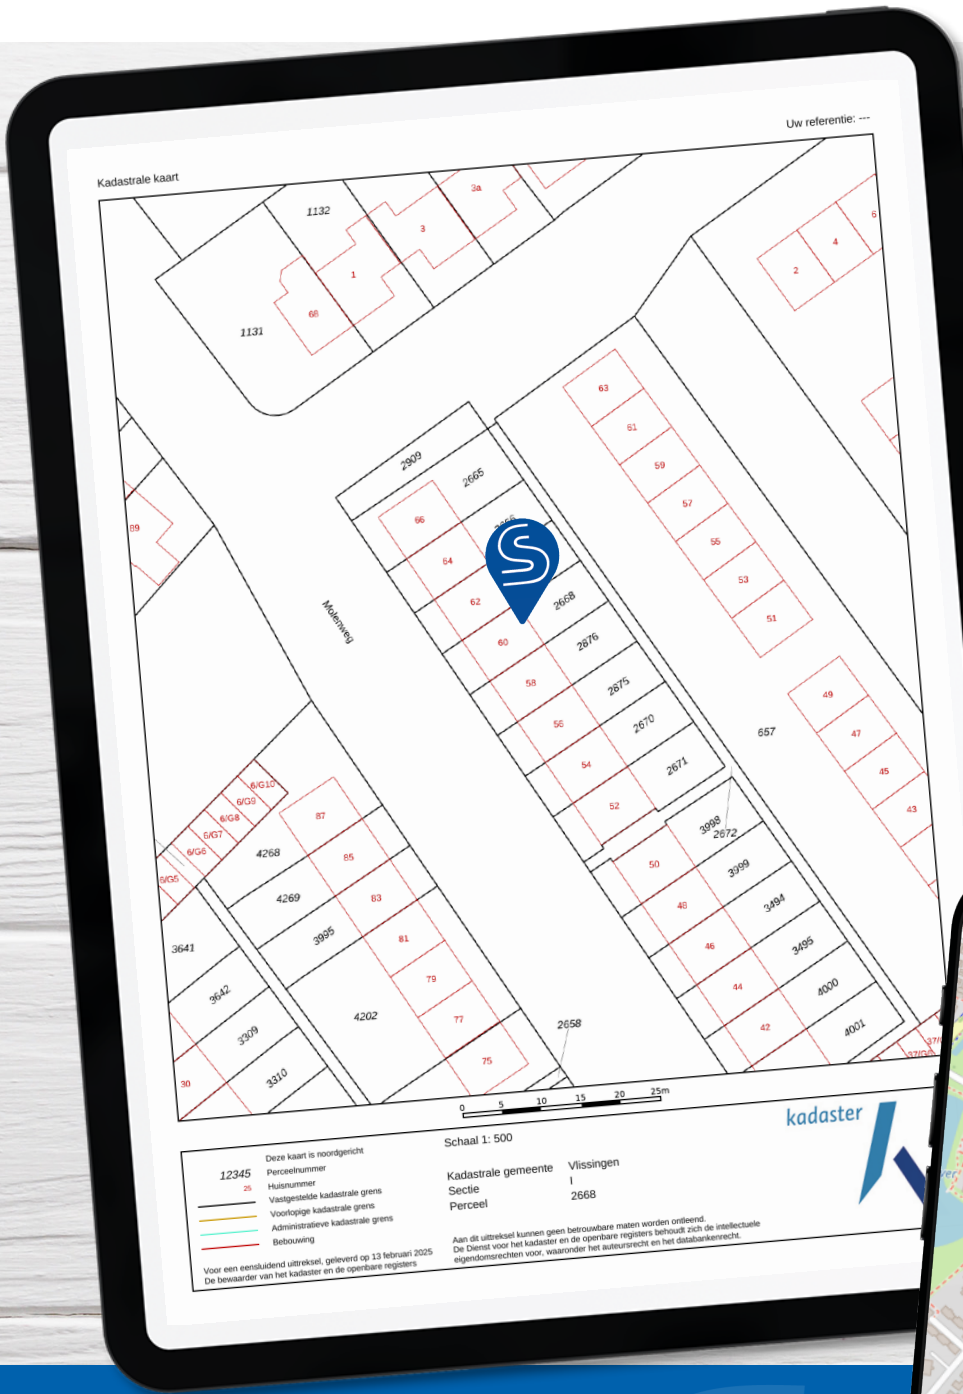 Uw referentie: ---
Kadastrale kaart
3a
1132
3
6
4
1
2
68
1131
63
61
2909
2665
59
66
57
89
64
55
62
2668
53
Molenweg
60
2876
51
58
2875
49
56
2670
657
47
54
2671
45
6/G10
6/G9
52
43
6/G8
87
3998
6/G7
2672
6/G6
4268
85
50
3999
6/G5
4269
83
48
3494
3995
81
46
3495
3641
79
44
4000
3642
4202
77
2658
42
4001
3309
75
30
3310
0 5 10 15 20 25m
Schaal 1: 500
kadaster
Deze kaart is noordgericht
12345 Perceelnummer
25 Huisnummer
Vastgestelde kadastrale grens
Voorlopige kadastrale grens
Administratieve kadastrale grens
Bebouwing
Kadastrale gemeente Vlissingen
Sectie I
Perceel 2668
Voor een eensluidend uittreksel, geleverd op 13 februari 2025
De bewaarder van het kadaster en de openbare registers
Aan dit uittreksel kunnen geen betrouwbare maten worden ontleend.
De Dienst voor het kadaster en de openbare registers behoudt zich de intellectuele
eigendomsrechten voor, waaronder het auteursrecht en het databankenrecht.